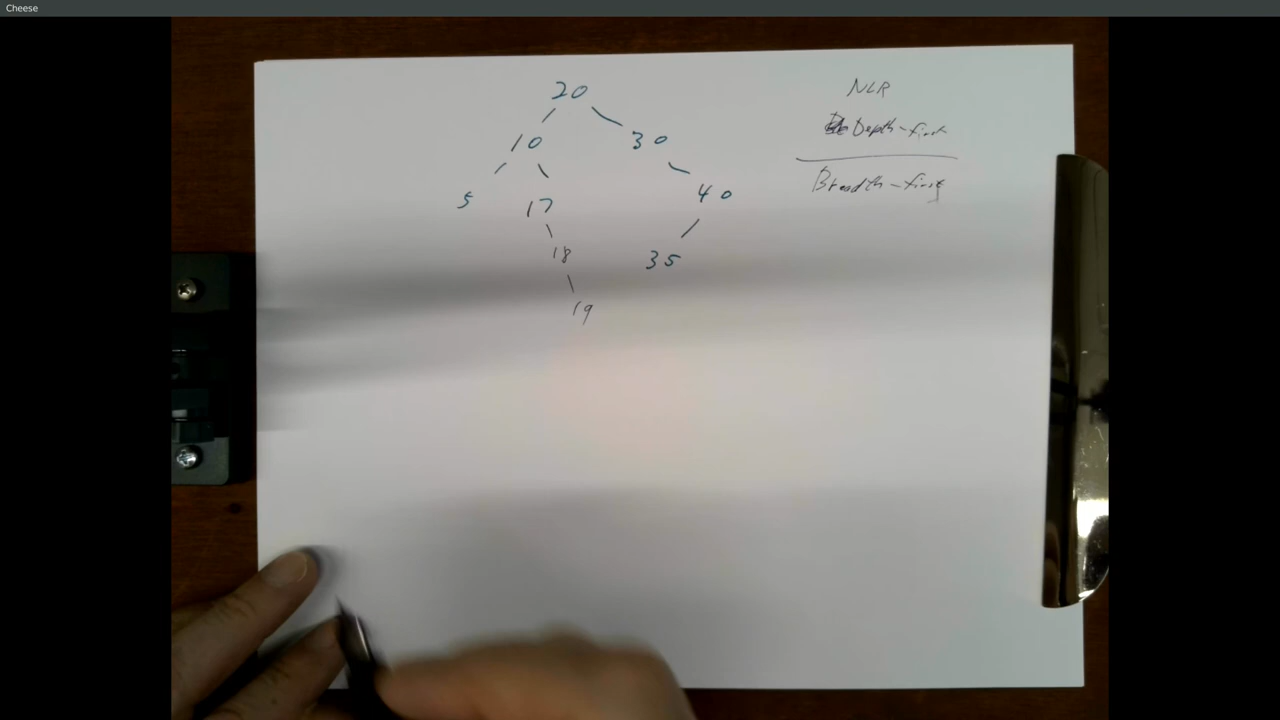 Cheese
20
10 30
5 17 40
18 35
19
NLR
Depth-first
Breadth-first